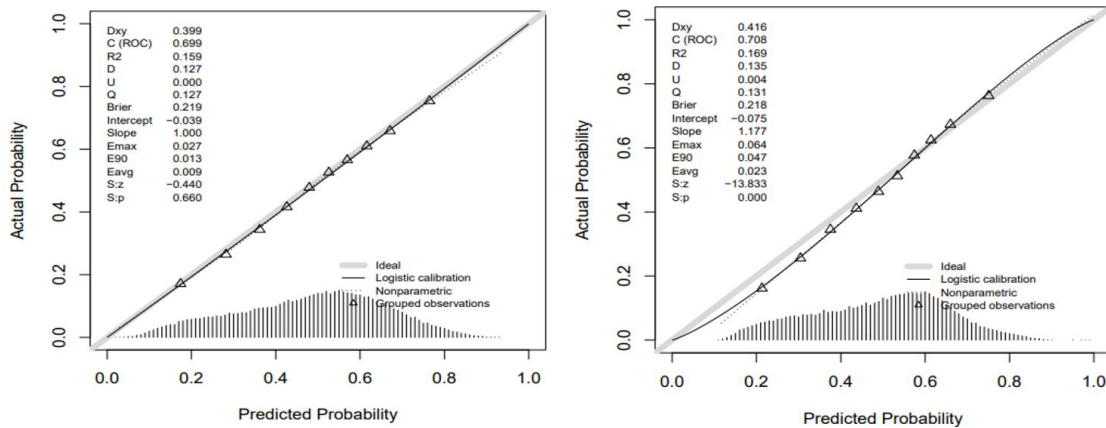 Dxy 0.399
C (ROC) 0.699
R2 0.159
D 0.127
U 0.000
Q 0.127
Brier 0.219
Intercept −0.039
Slope 1.000
Emax 0.027
E90 0.013
Eavg 0.009
S:z −0.440
S:p 0.660
Actual Probability
1.0
0.8
0.6
0.4
0.2
0.0
Ideal
Logistic calibration
Nonparametric
Grouped observations
0.0 0.2 0.4 0.6 0.8 1.0
Predicted Probability
Dxy 0.416
C (ROC) 0.708
R2 0.169
D 0.135
U 0.004
Q 0.131
Brier 0.218
Intercept −0.075
Slope 1.177
Emax 0.064
E90 0.047
Eavg 0.023
S:z −13.833
S:p 0.000
Actual Probability
1.0
0.8
0.6
0.4
0.2
0.0
Ideal
Logistic calibration
Nonparametric
Grouped observations
0.0 0.2 0.4 0.6 0.8 1.0
Predicted Probability